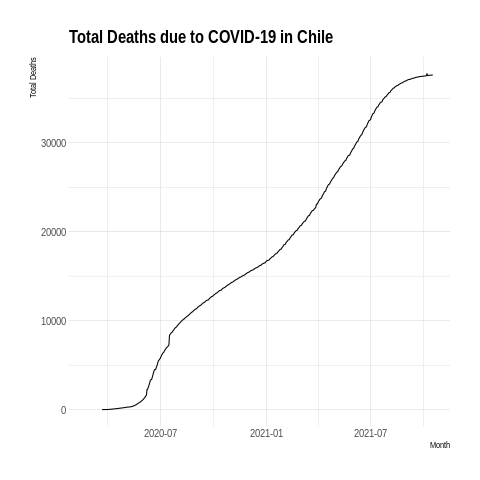 Total Deaths due to COVID-19 in Chile
Total Deaths
30000
20000
10000
0
2020-07
2021-01
2021-07
Month